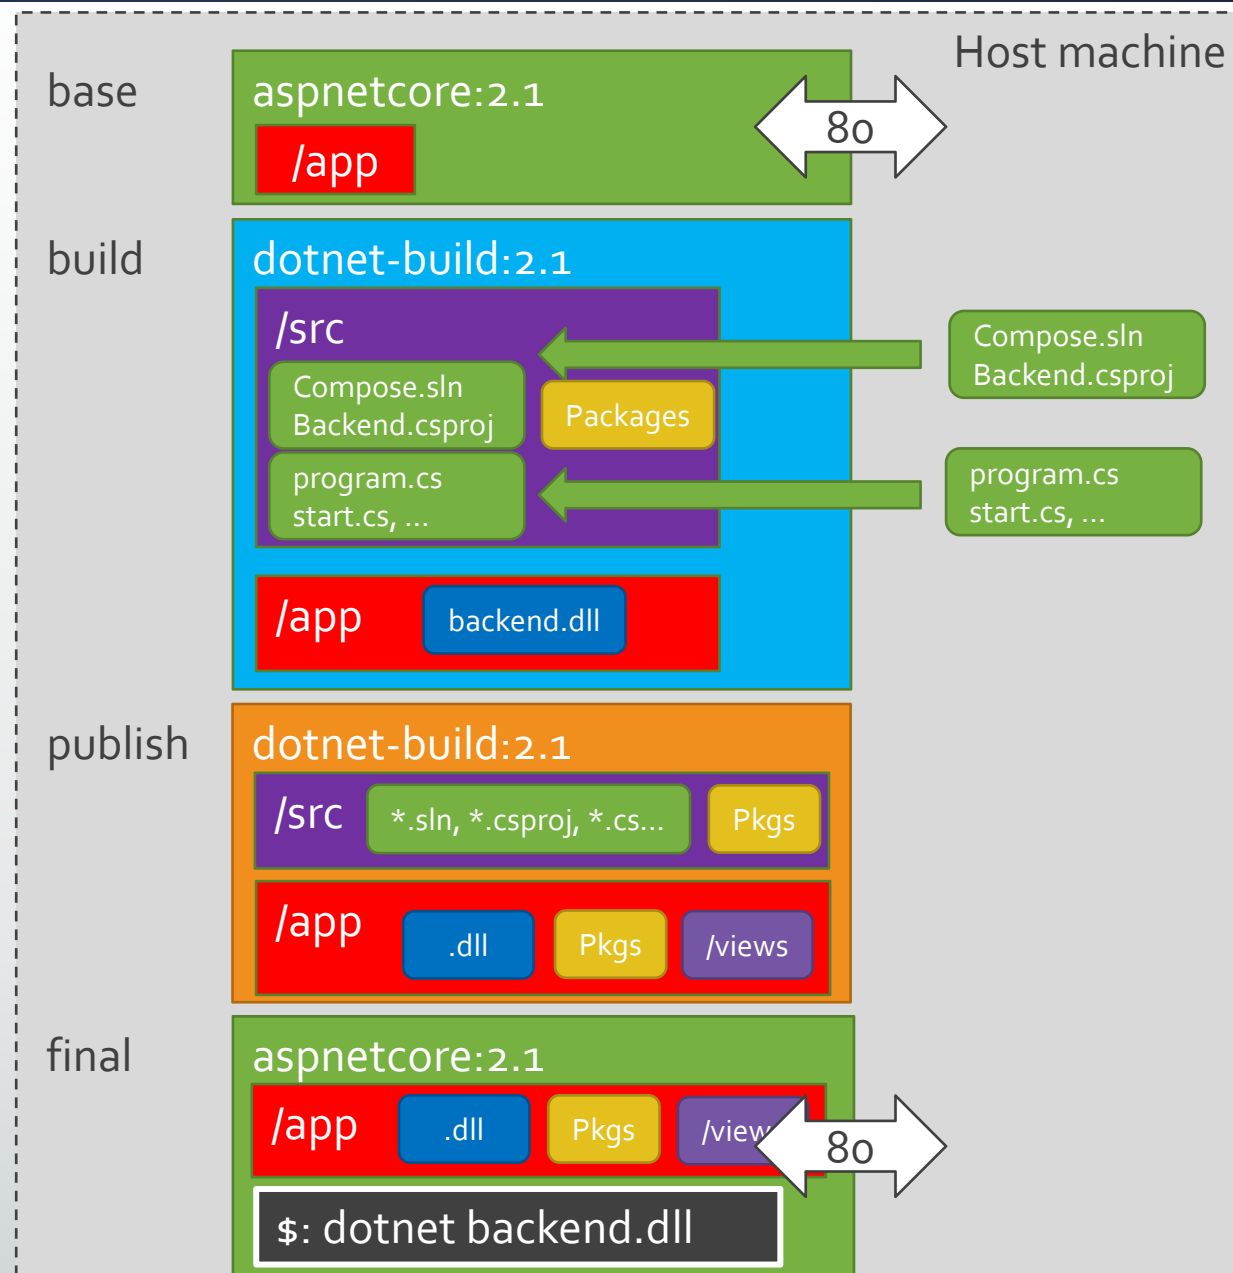 Host machine
base
aspnetcore:2.1
/app
80
build
dotnet-build:2.1
/src
Compose.sln
Backend.csproj
Packages
program.cs
start.cs, ...
Compose.sln
Backend.csproj
program.cs
start.cs, ...
/app
backend.dll
publish
dotnet-build:2.1
/src
*.sln, *.csproj, *.cs...
Pkgs
/app
.dll
Pkgs
/views
final
aspnetcore:2.1
/app
.dll
Pkgs
/view
80
$: dotnet backend.dll